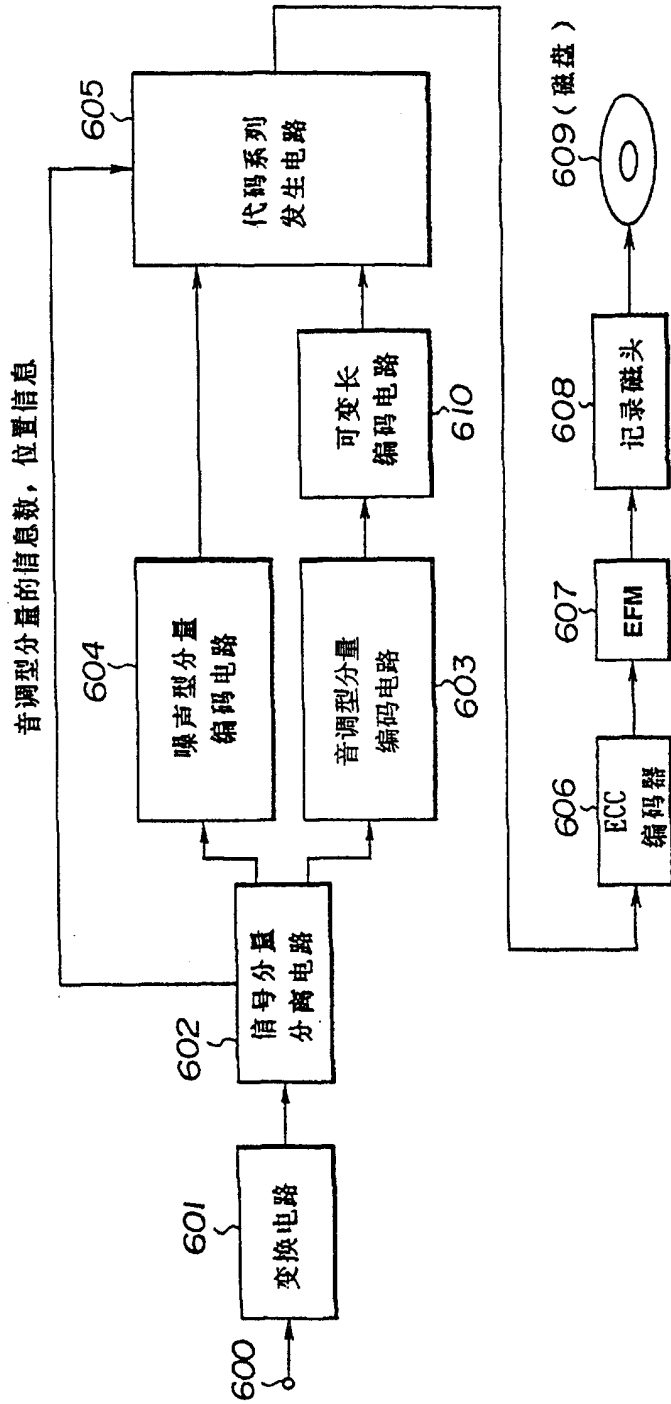 音调型分量的信息数，位置信息
600
601
变换电路
602
信号分量
分离电路
604
噪声型分量
编码电路
音调型分量
编码电路
603
可变长
编码电路
610
605
代码系列
发生电路
606
ECC
编码器
607
EFM
608
记录磁头
609(磁盘)